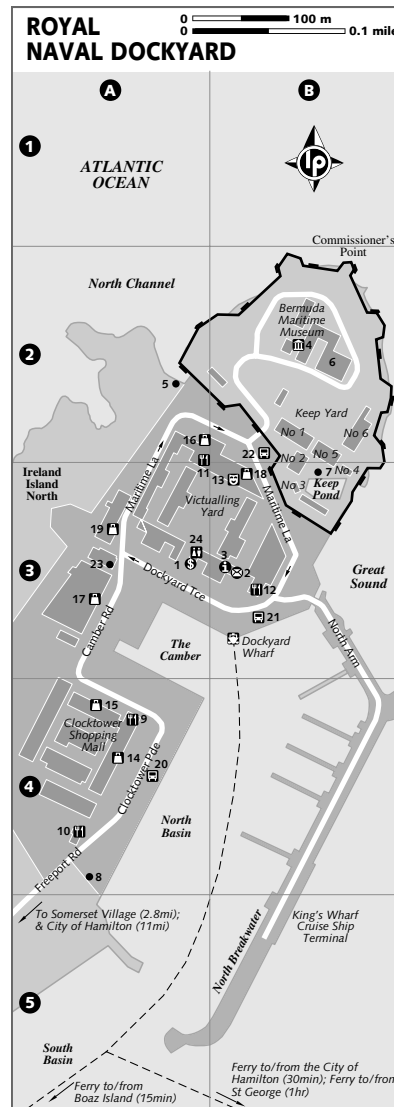 ROYAL
NAVAL DOCKYARD
0 100 m
0 0.1 mile
A
B
1
ATLANTIC
OCEAN
lp
Commissioner's
Point
North Channel
Bermuda
Maritime
Museum
4
6
2
5
Keep Yard
No 1
No 6
No 2
No 5
No 4
No 3
7
Keep
Pond
16
22
11
13
18
Ireland
Island
North
Maritime La
Victualling
Yard
Maritime La
19
24
3
1
$
i
2
23
3
Dockyard Tce
12
Great
Sound
17
21
Camber Rd
The
Camber
Dockyard
Wharf
North Arm
15
9
Clocktower
Shopping
Mall
14
20
Clocktower Pde
4
North
Basin
10
Freeport Rd
8
To Somerset Village (2.8mi);
& City of Hamilton (11mi)
North Breakwater
King's Wharf
Cruise Ship
Terminal
5
South
Basin
Ferry to/from
Boaz Island (15min)
Ferry to/from the City of
Hamilton (30min); Ferry to/from
St George (1hr)